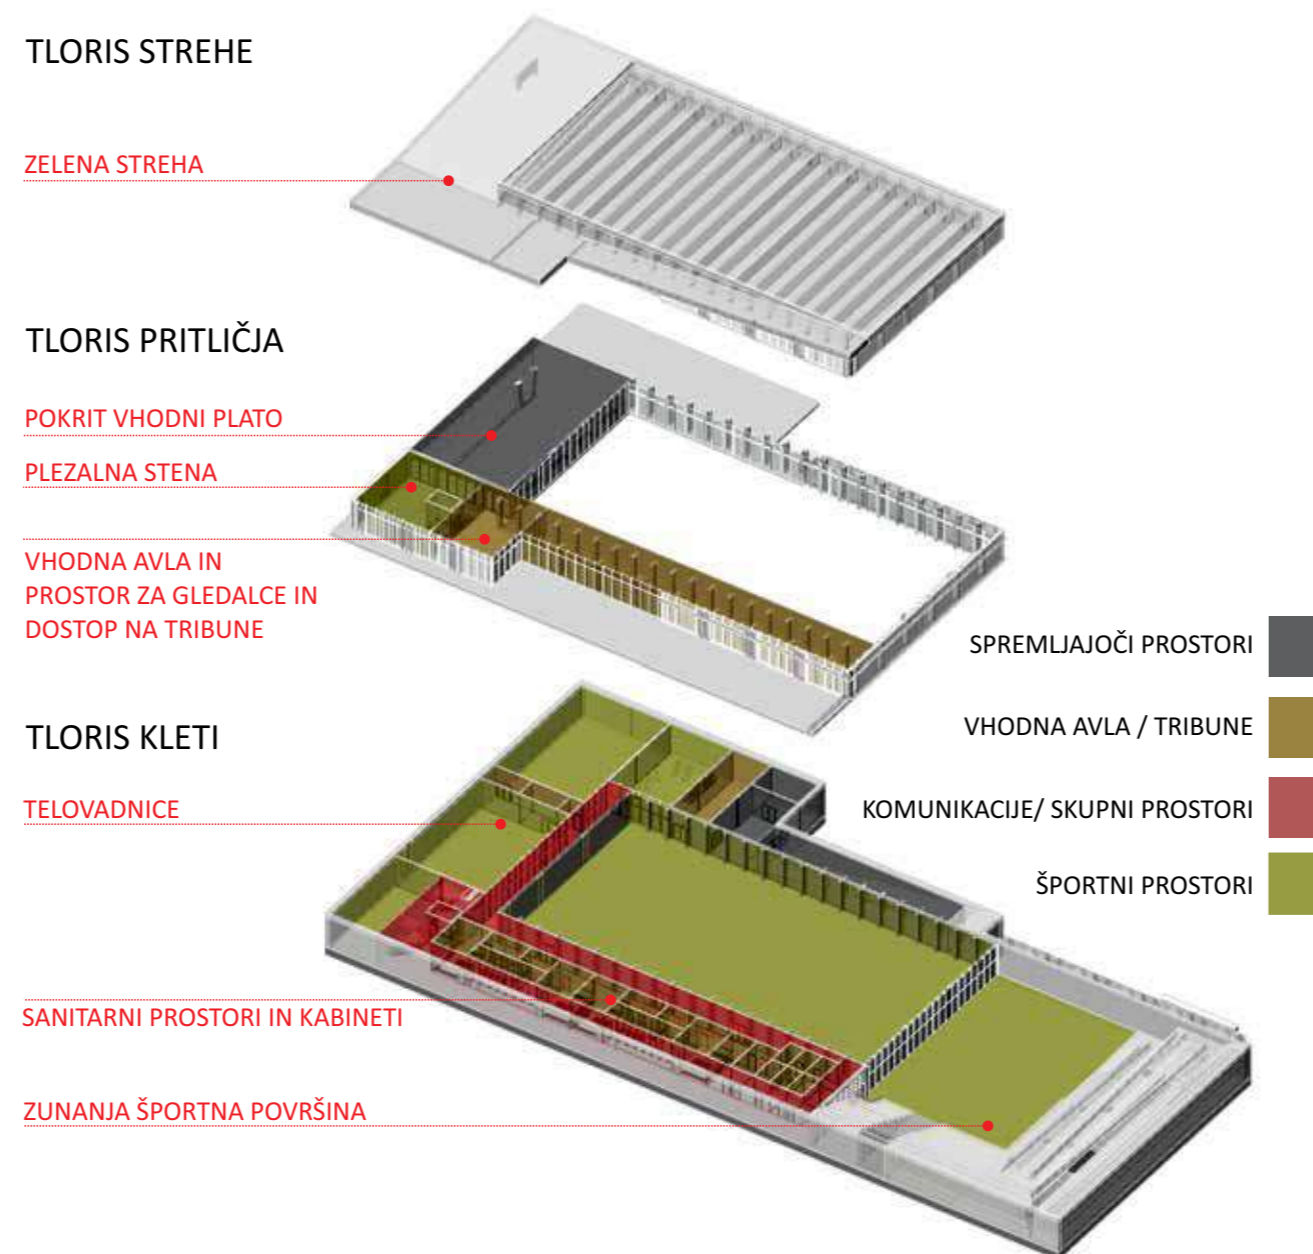 TLORIS STREHE
ZELENA STREHA
TLORIS PRITLIČJA
POKRIT VHODNI PLATO
PLEZALNA STENA
VHODNA AVLA IN
PROSTOR ZA GLEDALCE IN
DOSTOP NA TRIBUNE
TLORIS KLETI
TELOVADNICE
SANITARNI PROSTORI IN KABINETI
ZUNANJA ŠPORTNA POVRŠINA
SPREMLJAJOČI PROSTORI
VHODNA AVLA / TRIBUNE
KOMUNIKACIJE/ SKUPNI PROSTORI
ŠPORTNI PROSTORI